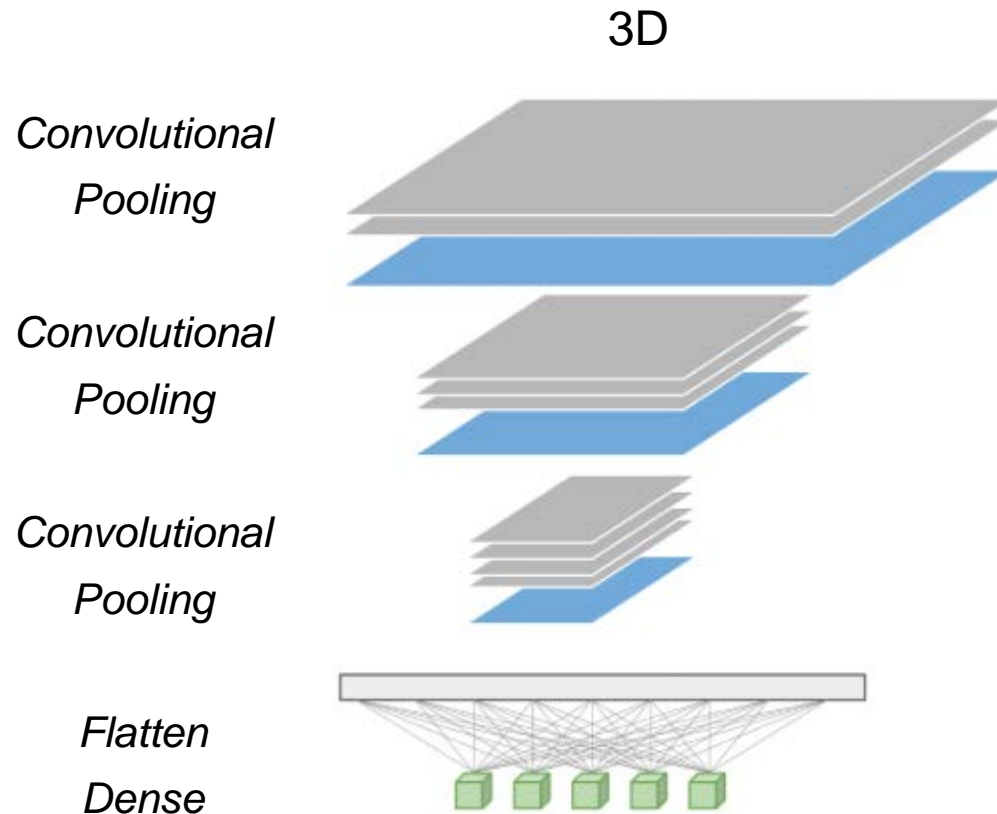 3D
Convolutional
Pooling
Convolutional
Pooling
Convolutional
Pooling
Flatten
Dense